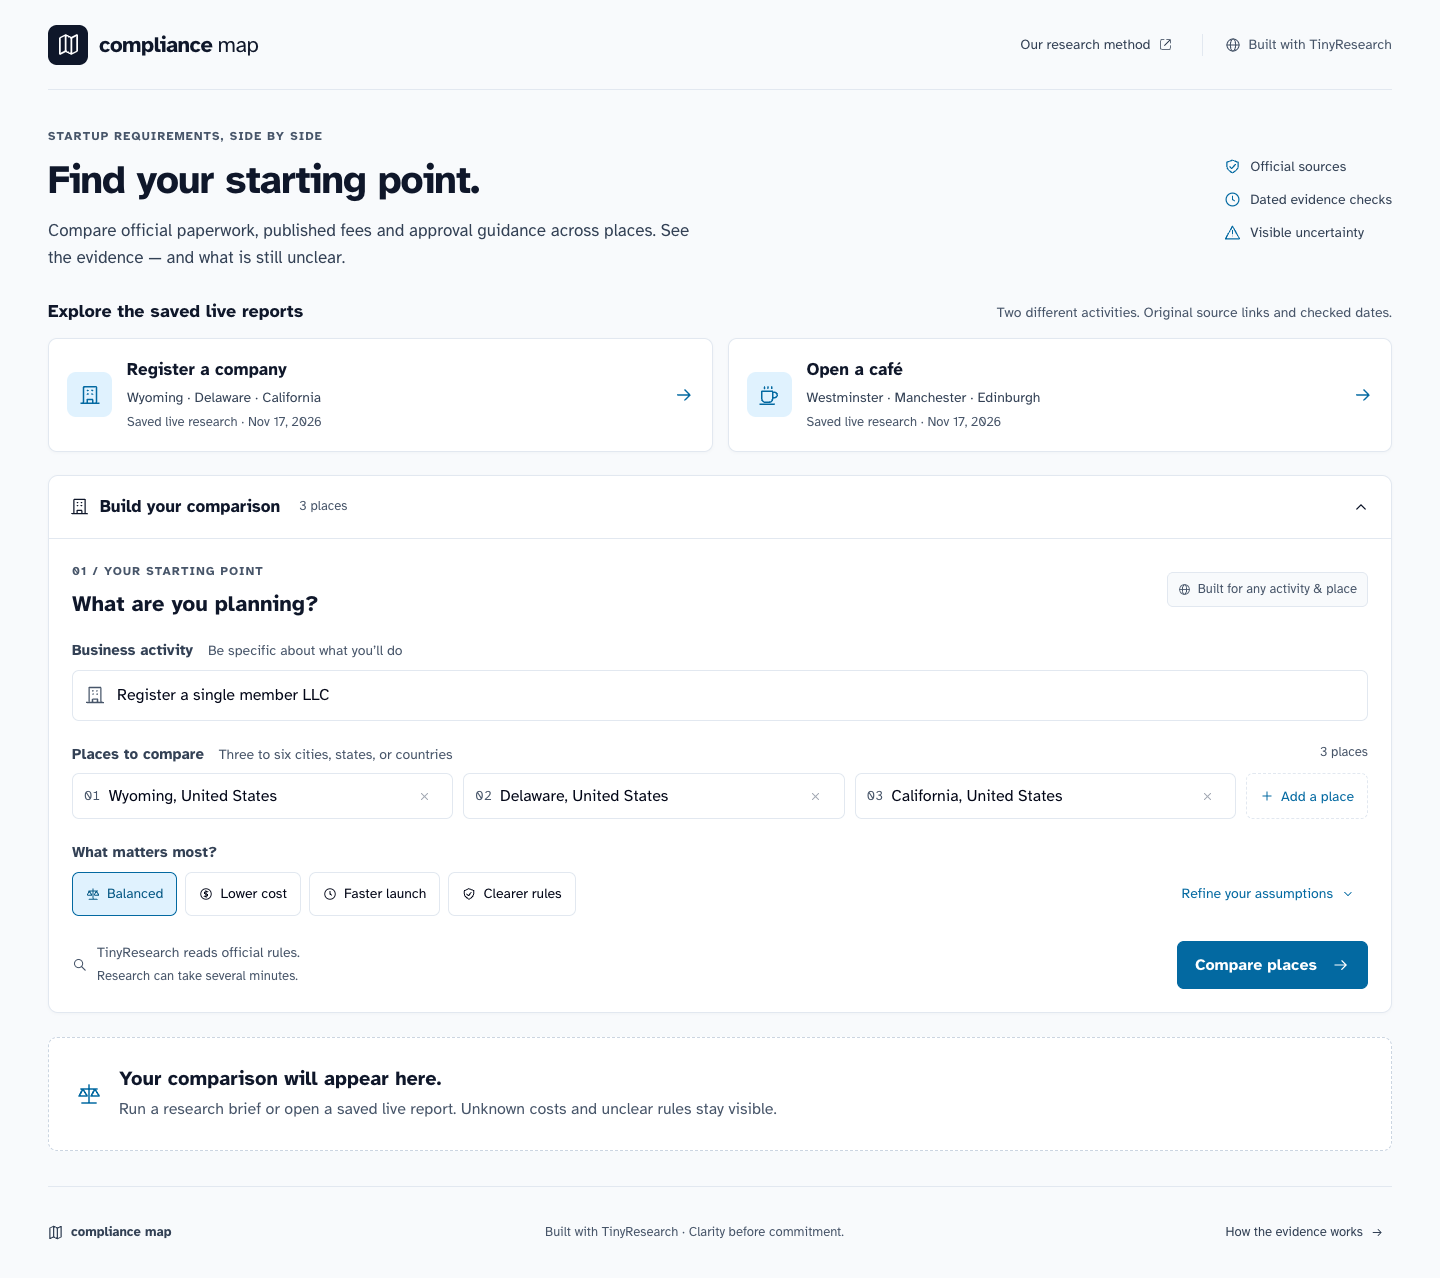 compliance map
Our research method
Built with TinyResearch
STARTUP REQUIREMENTS, SIDE BY SIDE
Find your starting point.
Compare official paperwork, published fees and approval guidance across places. See
the evidence — and what is still unclear.
Official sources
Dated evidence checks
Visible uncertainty
Explore the saved live reports
Two different activities. Original source links and checked dates.
Register a company
Wyoming · Delaware · California
Saved live research · Nov 17, 2026
Open a café
Westminster · Manchester · Edinburgh
Saved live research · Nov 17, 2026
Build your comparison
3 places
01 / YOUR STARTING POINT
What are you planning?
Built for any activity & place
Business activity
Be specific about what you'll do
Register a single member LLC
Places to compare
Three to six cities, states, or countries
3 places
01 Wyoming, United States ×
02 Delaware, United States ×
03 California, United States ×
+ Add a place
What matters most?
Balanced
Lower cost
Faster launch
Clearer rules
Refine your assumptions
TinyResearch reads official rules.
Research can take several minutes.
Compare places →
Your comparison will appear here.
Run a research brief or open a saved live report. Unknown costs and unclear rules stay visible.
compliance map
Built with TinyResearch · Clarity before commitment.
How the evidence works →